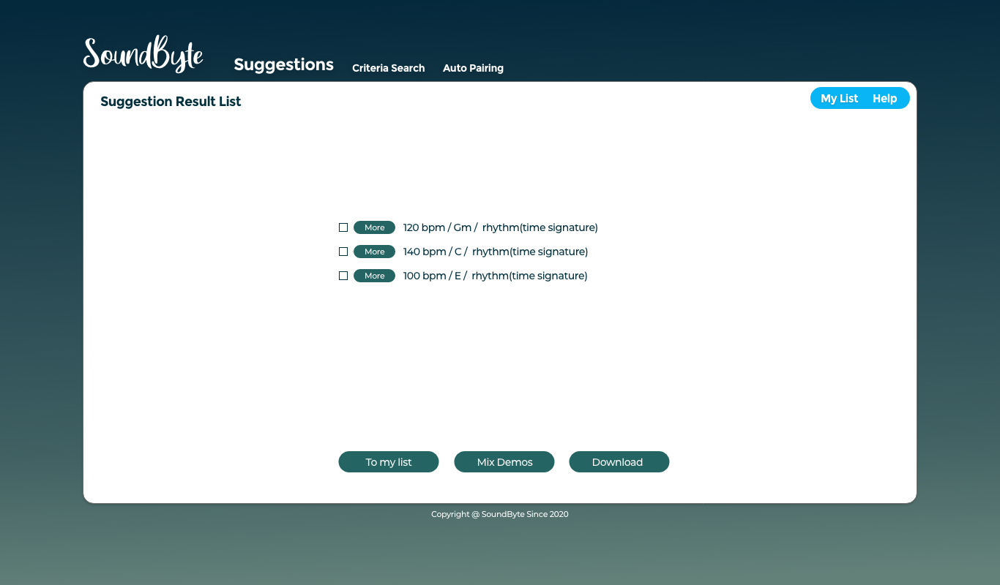 SoundByte
Suggestions Criteria Search Auto Pairing
Suggestion Result List
My List Help
More 120 bpm / Gm / rhythm(time signature)
More 140 bpm / C / rhythm(time signature)
More 100 bpm / E / rhythm(time signature)
To my list Mix Demos Download
Copyright @ SoundByte Since 2020